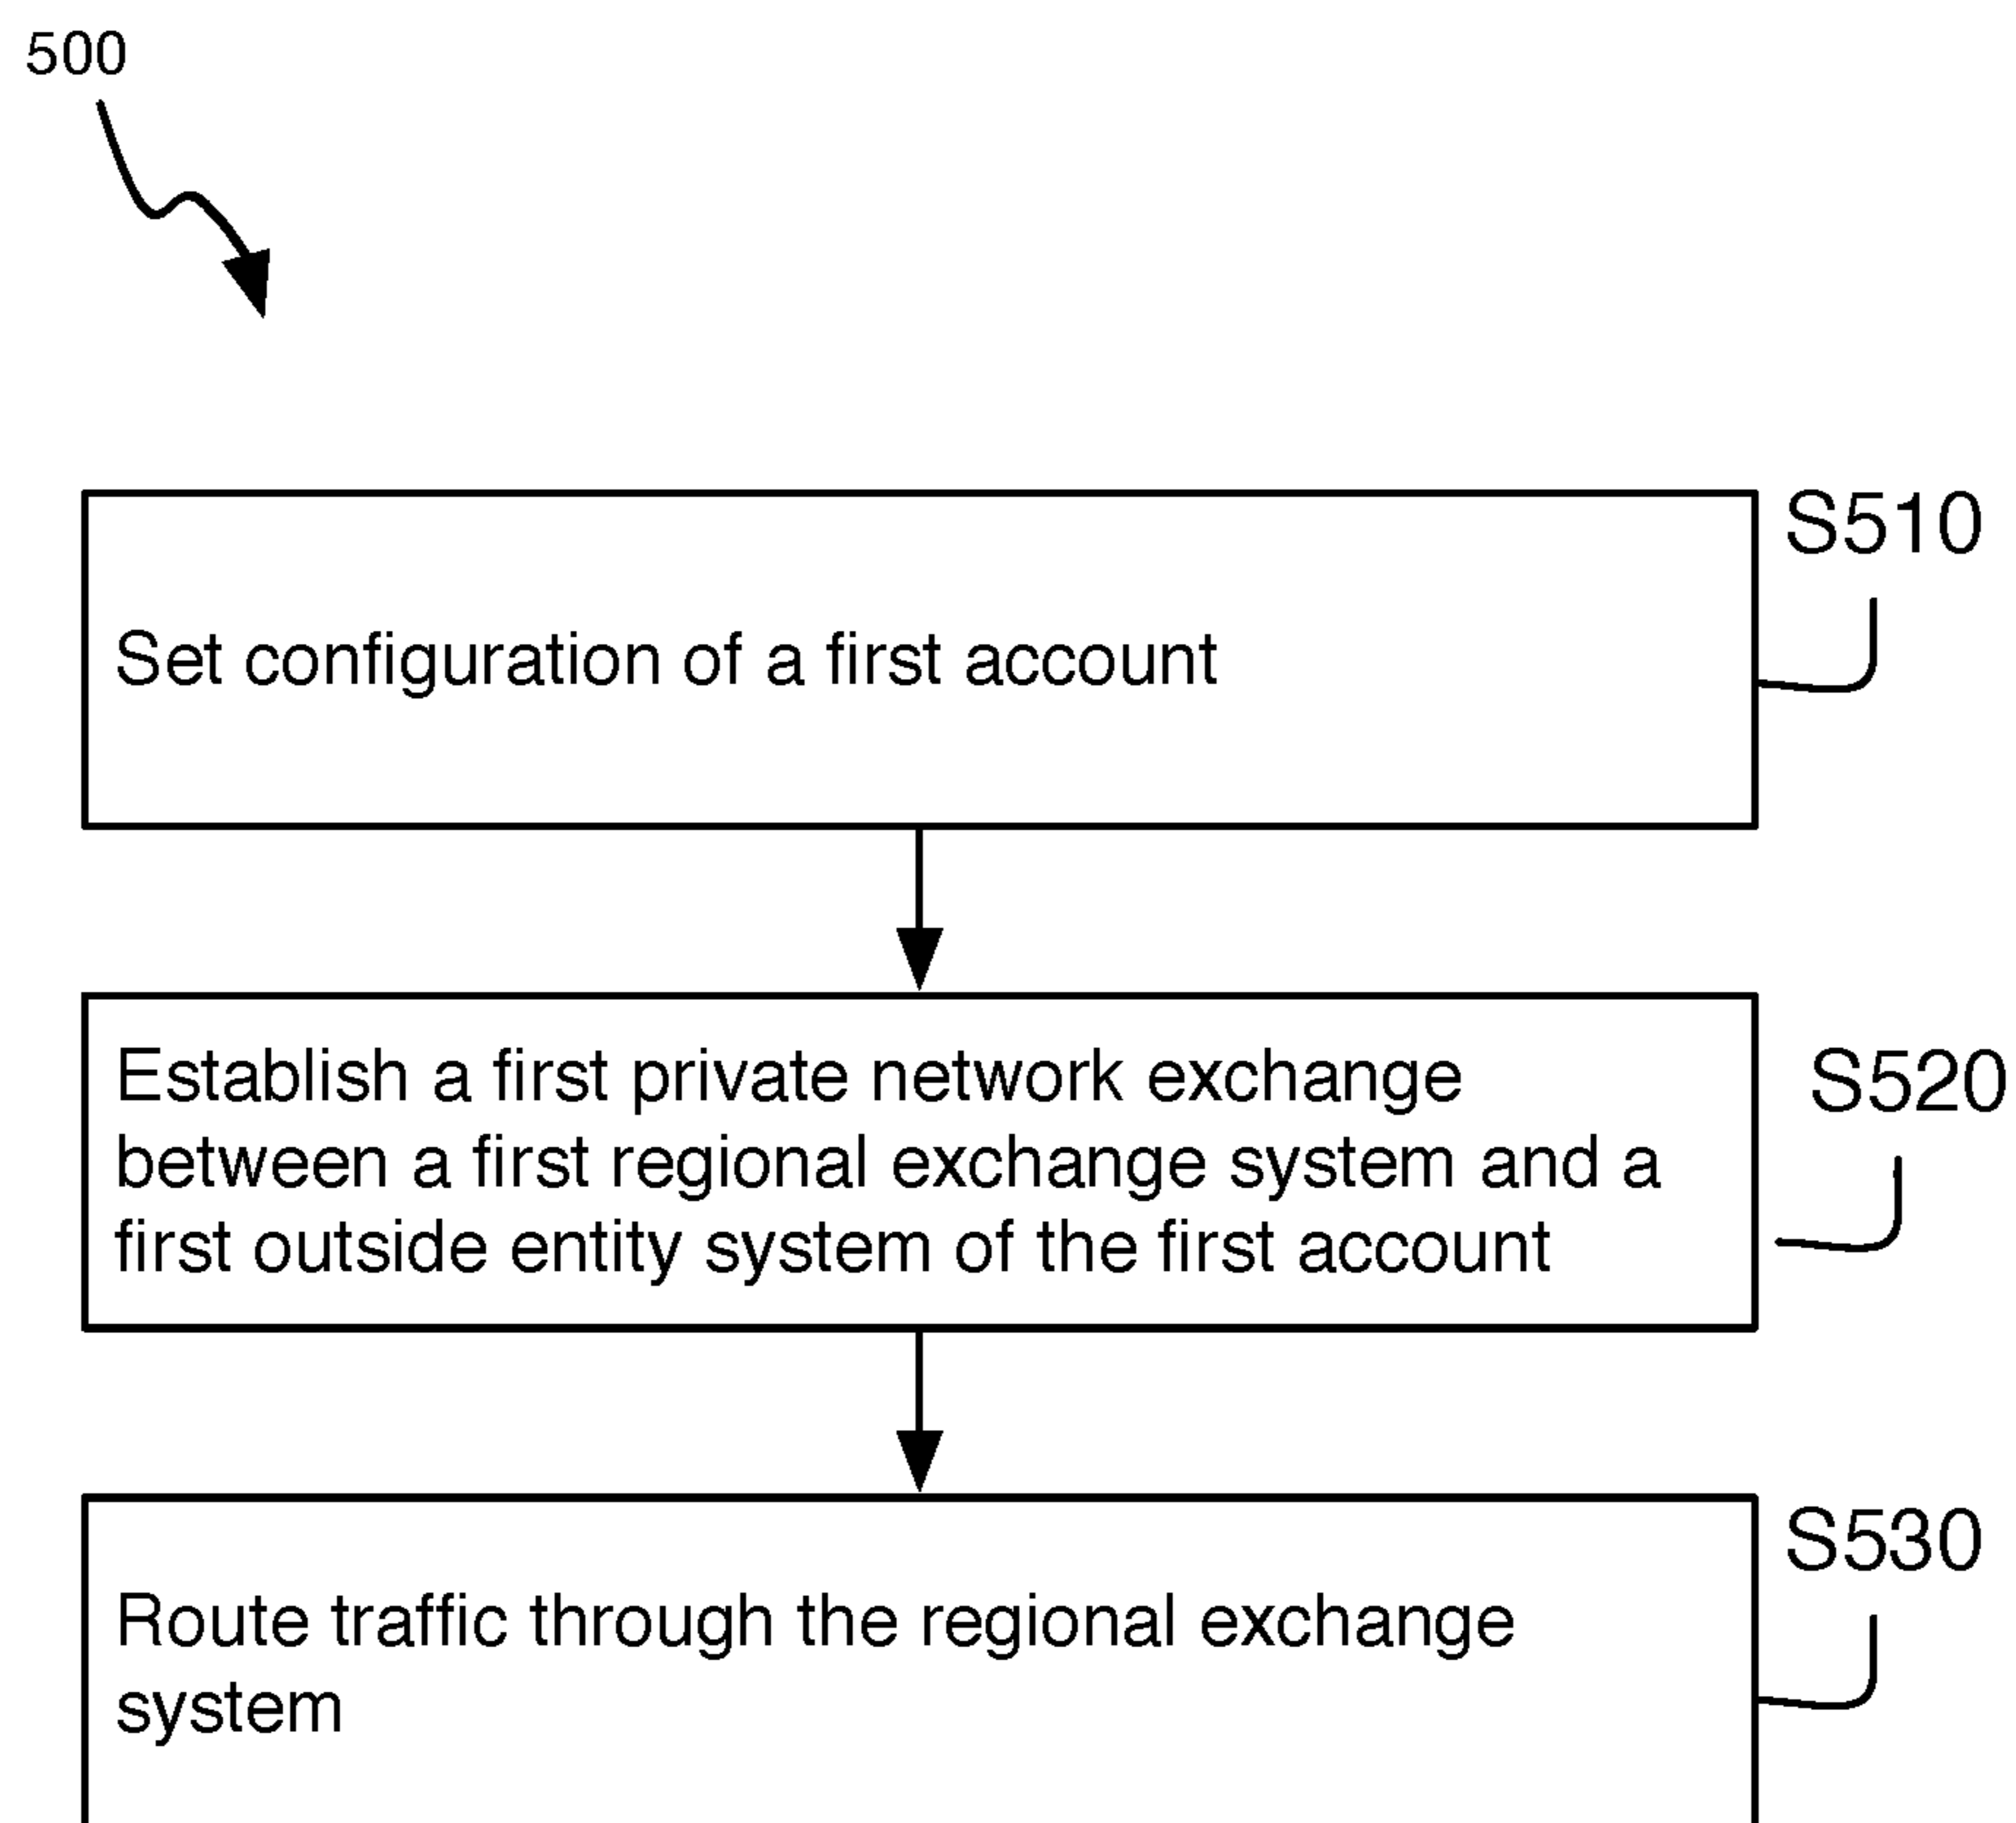 500
S510
Set configuration of a first account
Establish a first private network exchange
between a first regional exchange system and a
first outside entity system of the first account
S520
Route traffic through the regional exchange
system
S530